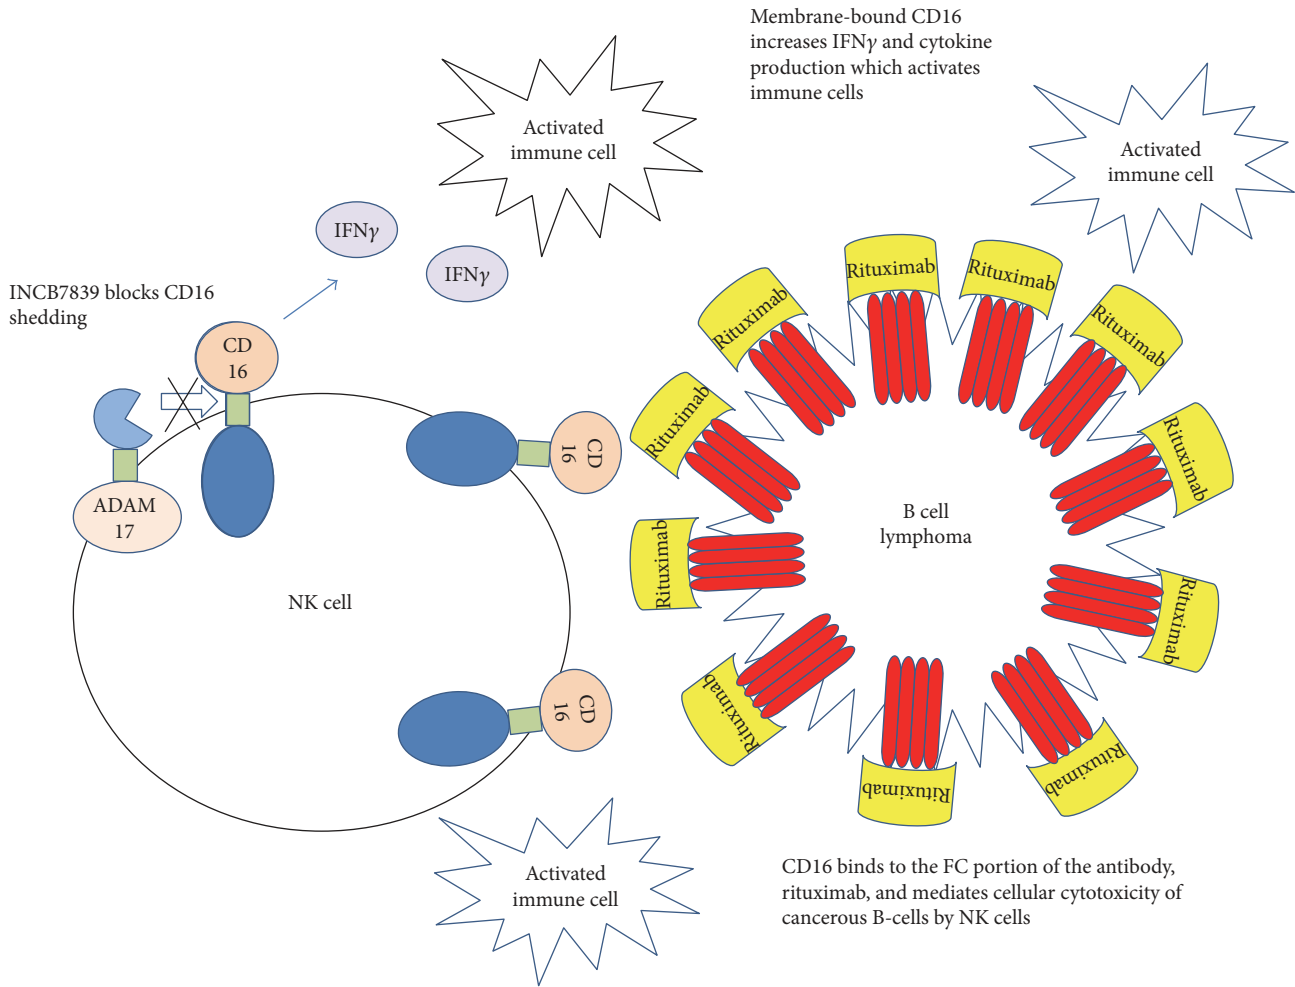 Membrane-bound CD16
increases IFNγ and cytokine
production which activates
immune cells
Activated
immune cell
Activated
immune cell
IFNγ
IFNγ
INCB7839 blocks CD16
shedding
CD
16
ADAM
17
CD
16
CD
16
NK cell
Rituximab
Rituximab
Rituximab
Rituximab
Rituximab
Rituximab
Rituximab
Rituximab
Rituximab
Rituximab
Rituximab
B cell
lymphoma
Activated
immune cell
CD16 binds to the FC portion of the antibody,
rituximab, and mediates cellular cytotoxicity of
cancerous B-cells by NK cells